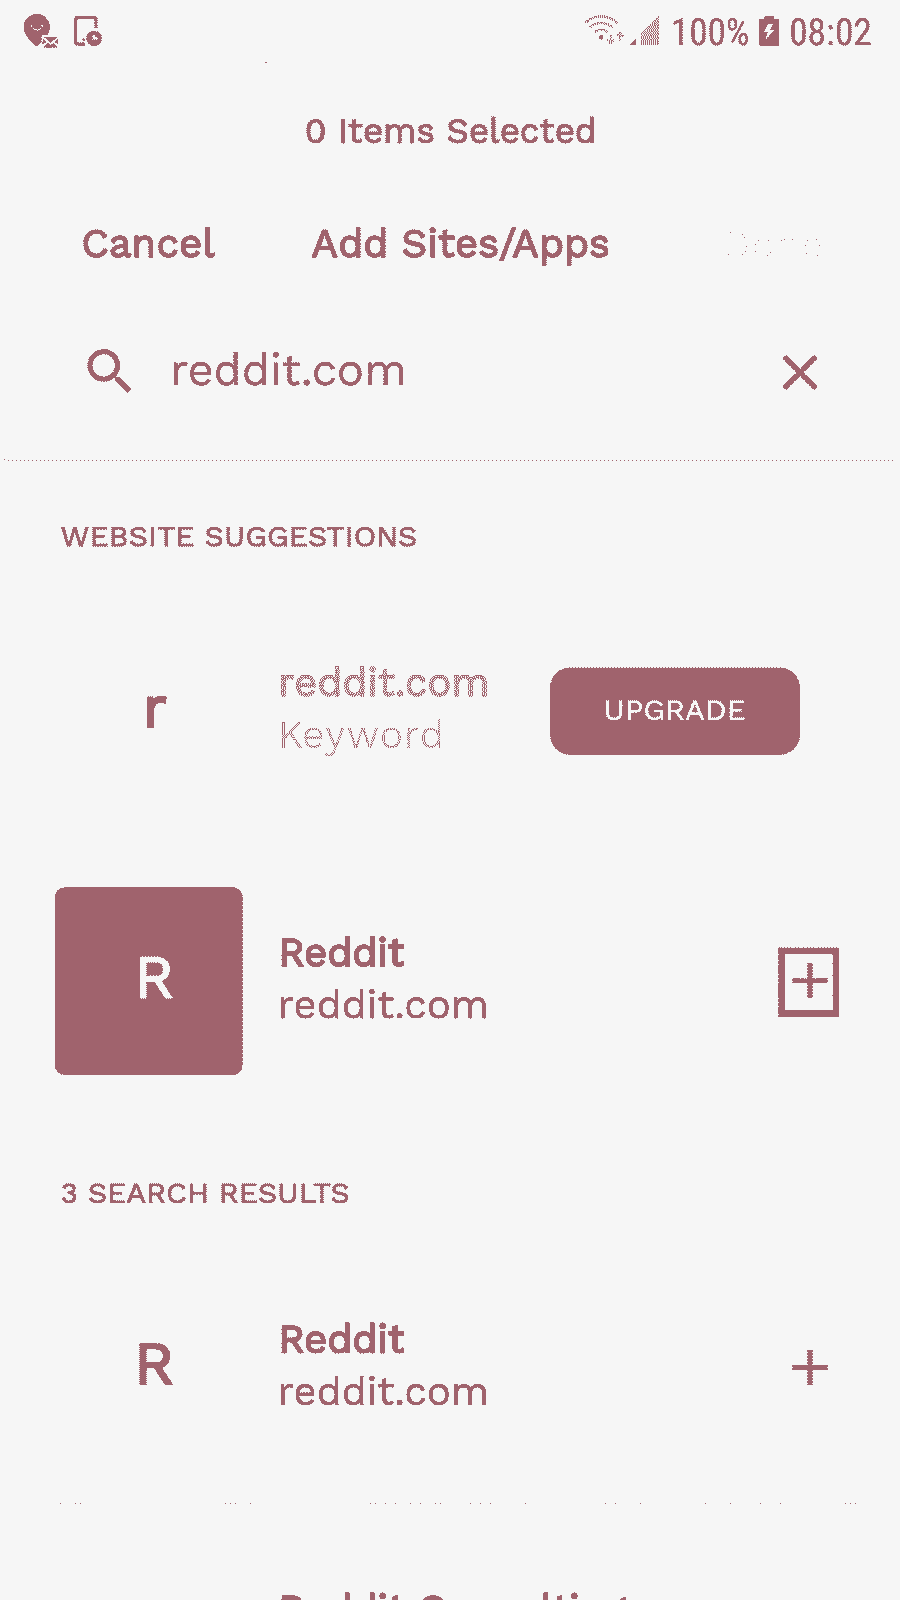 100% 08:02
0 Items Selected
Cancel Add Sites/Apps Done
reddit.com
WEBSITE SUGGESTIONS
r
reddit.com
Keyword
UPGRADE
R
Reddit
reddit.com
3 SEARCH RESULTS
R
Reddit
reddit.com